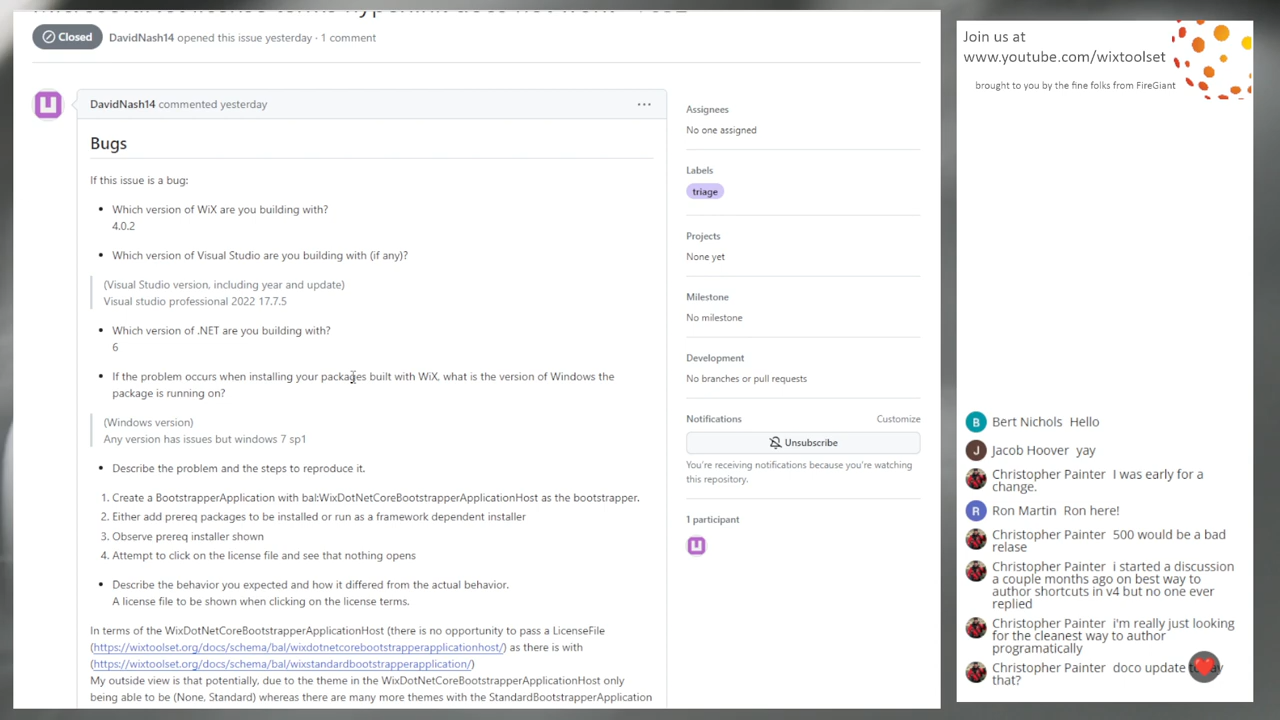 Closed
DavidNash14 opened this issue yesterday · 1 comment
DavidNash14 commented yesterday
Bugs
If this issue is a bug:
• Which version of WiX are you building with?
4.0.2
• Which version of Visual Studio are you building with (if any)?
(Visual Studio version, including year and update)
Visual studio professional 2022 17.7.5
• Which version of .NET are you building with?
6
• If the problem occurs when installing your packages built with WiX, what is the version of Windows the
package is running on?
(Windows version)
Any version has issues but windows 7 sp1
• Describe the problem and the steps to reproduce it.
1. Create a BootstrapperApplication with bal:WixDotNetCoreBootstrapperApplicationHost as the bootstrapper.
2. Either add prereq packages to be installed or run as a framework dependent installer
3. Observe prereq installer shown
4. Attempt to click on the license file and see that nothing opens
• Describe the behavior you expected and how it differed from the actual behavior.
A license file to be shown when clicking on the license terms.
In terms of the WixDotNetCoreBootstrapperApplicationHost (there is no opportunity to pass a LicenseFile
(https://wixtoolset.org/docs/schema/bal/wixdotnetcorebootstrapperapplicationhost/) as there is with
(https://wixtoolset.org/docs/schema/bal/wixstandardbootstrapperapplication/)
My outside view is that potentially, due to the theme in the WixDotNetCoreBootstrapperApplicationHost only
being able to be (None, Standard) whereas there are many more themes with the StandardBootstrapperApplication
Assignees
No one assigned
Labels
triage
Projects
None yet
Milestone
No milestone
Development
No branches or pull requests
Notifications
Customize
Unsubscribe
You're receiving notifications because you're watching
this repository.
1 participant
Join us at
www.youtube.com/wixtoolset
brought to you by the fine folks from FireGiant
B Bert Nichols Hello
J Jacob Hoover yay
Christopher Painter I was early for a
change.
R Ron Martin Ron here!
Christopher Painter 500 would be a bad
relase
Christopher Painter i started a discussion
a couple months ago on best way to
author shortcuts in v4 but no one ever
replied
Christopher Painter i'm really just looking
for the cleanest way to author
programatically
Christopher Painter doco update to
that?